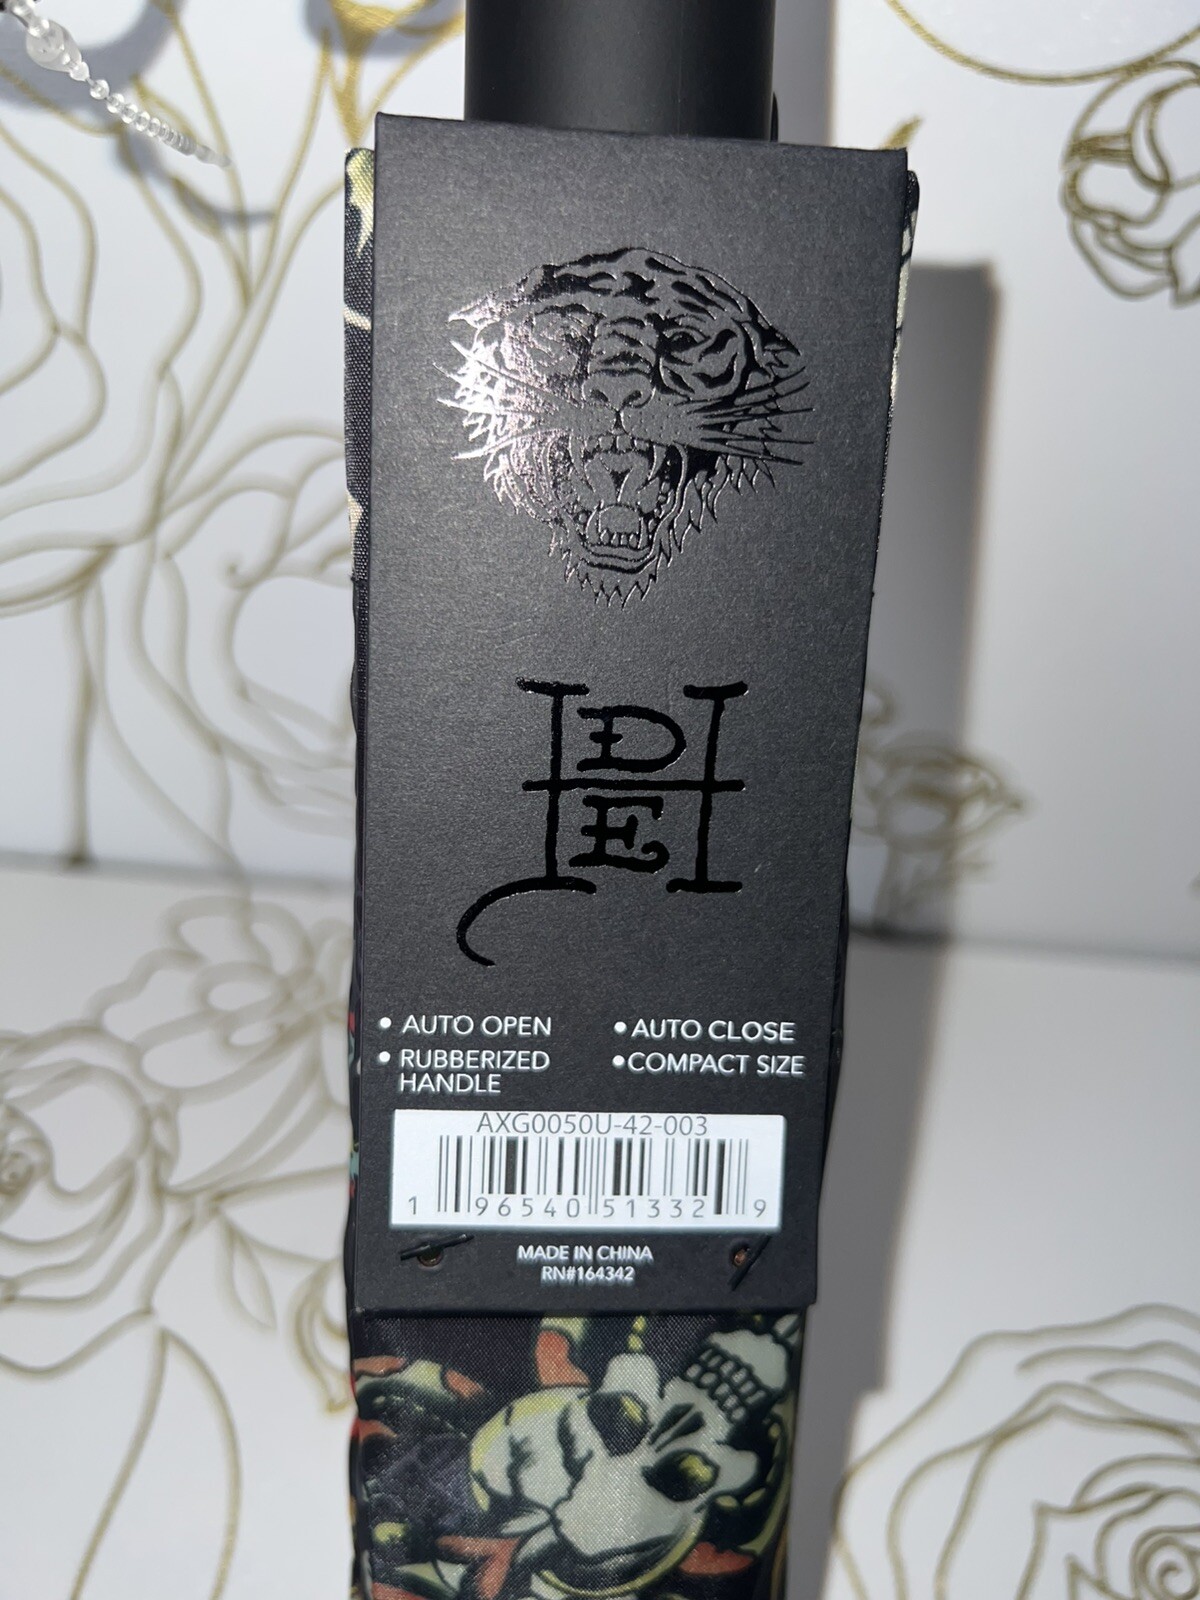 DE
H
• AUTO OPEN
• AUTO CLOSE
• RUBBERIZED
HANDLE
• COMPACT SIZE
AXG0050U-42-003
1 96540 51332 9
MADE IN CHINA
RN#164342